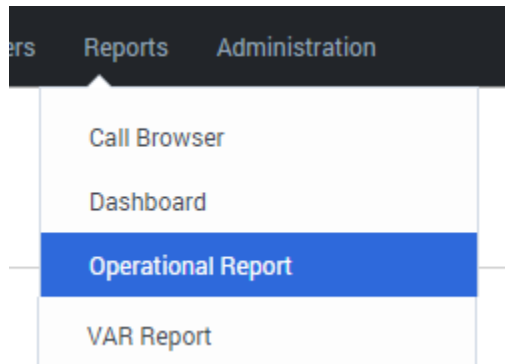 ers Reports Administration
Call Browser
Dashboard
Operational Report
VAR Report